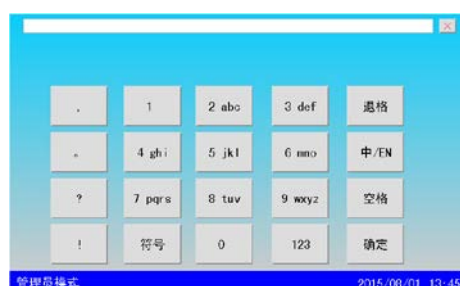 , 1 2 abc 3 def 退格
。 4 ghi 5 jkl 6 mno 中/EN
? 7 pqrs 8 tuv 9 wxyz 空格
! 符号 0 123 确定
管理员模式 2015/08/01 13:45